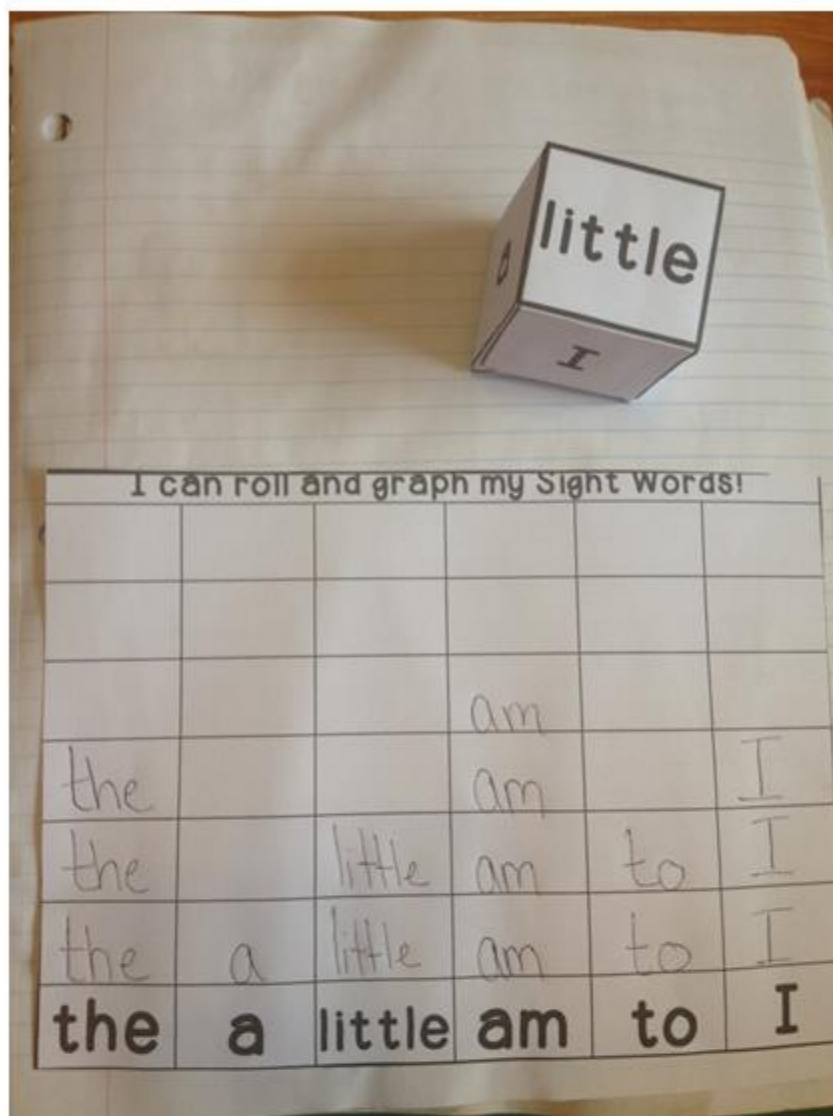 little
I
I can roll and graph my Sight Words!
am
the am I
the little am to I
the a little am to I
the a little am to I